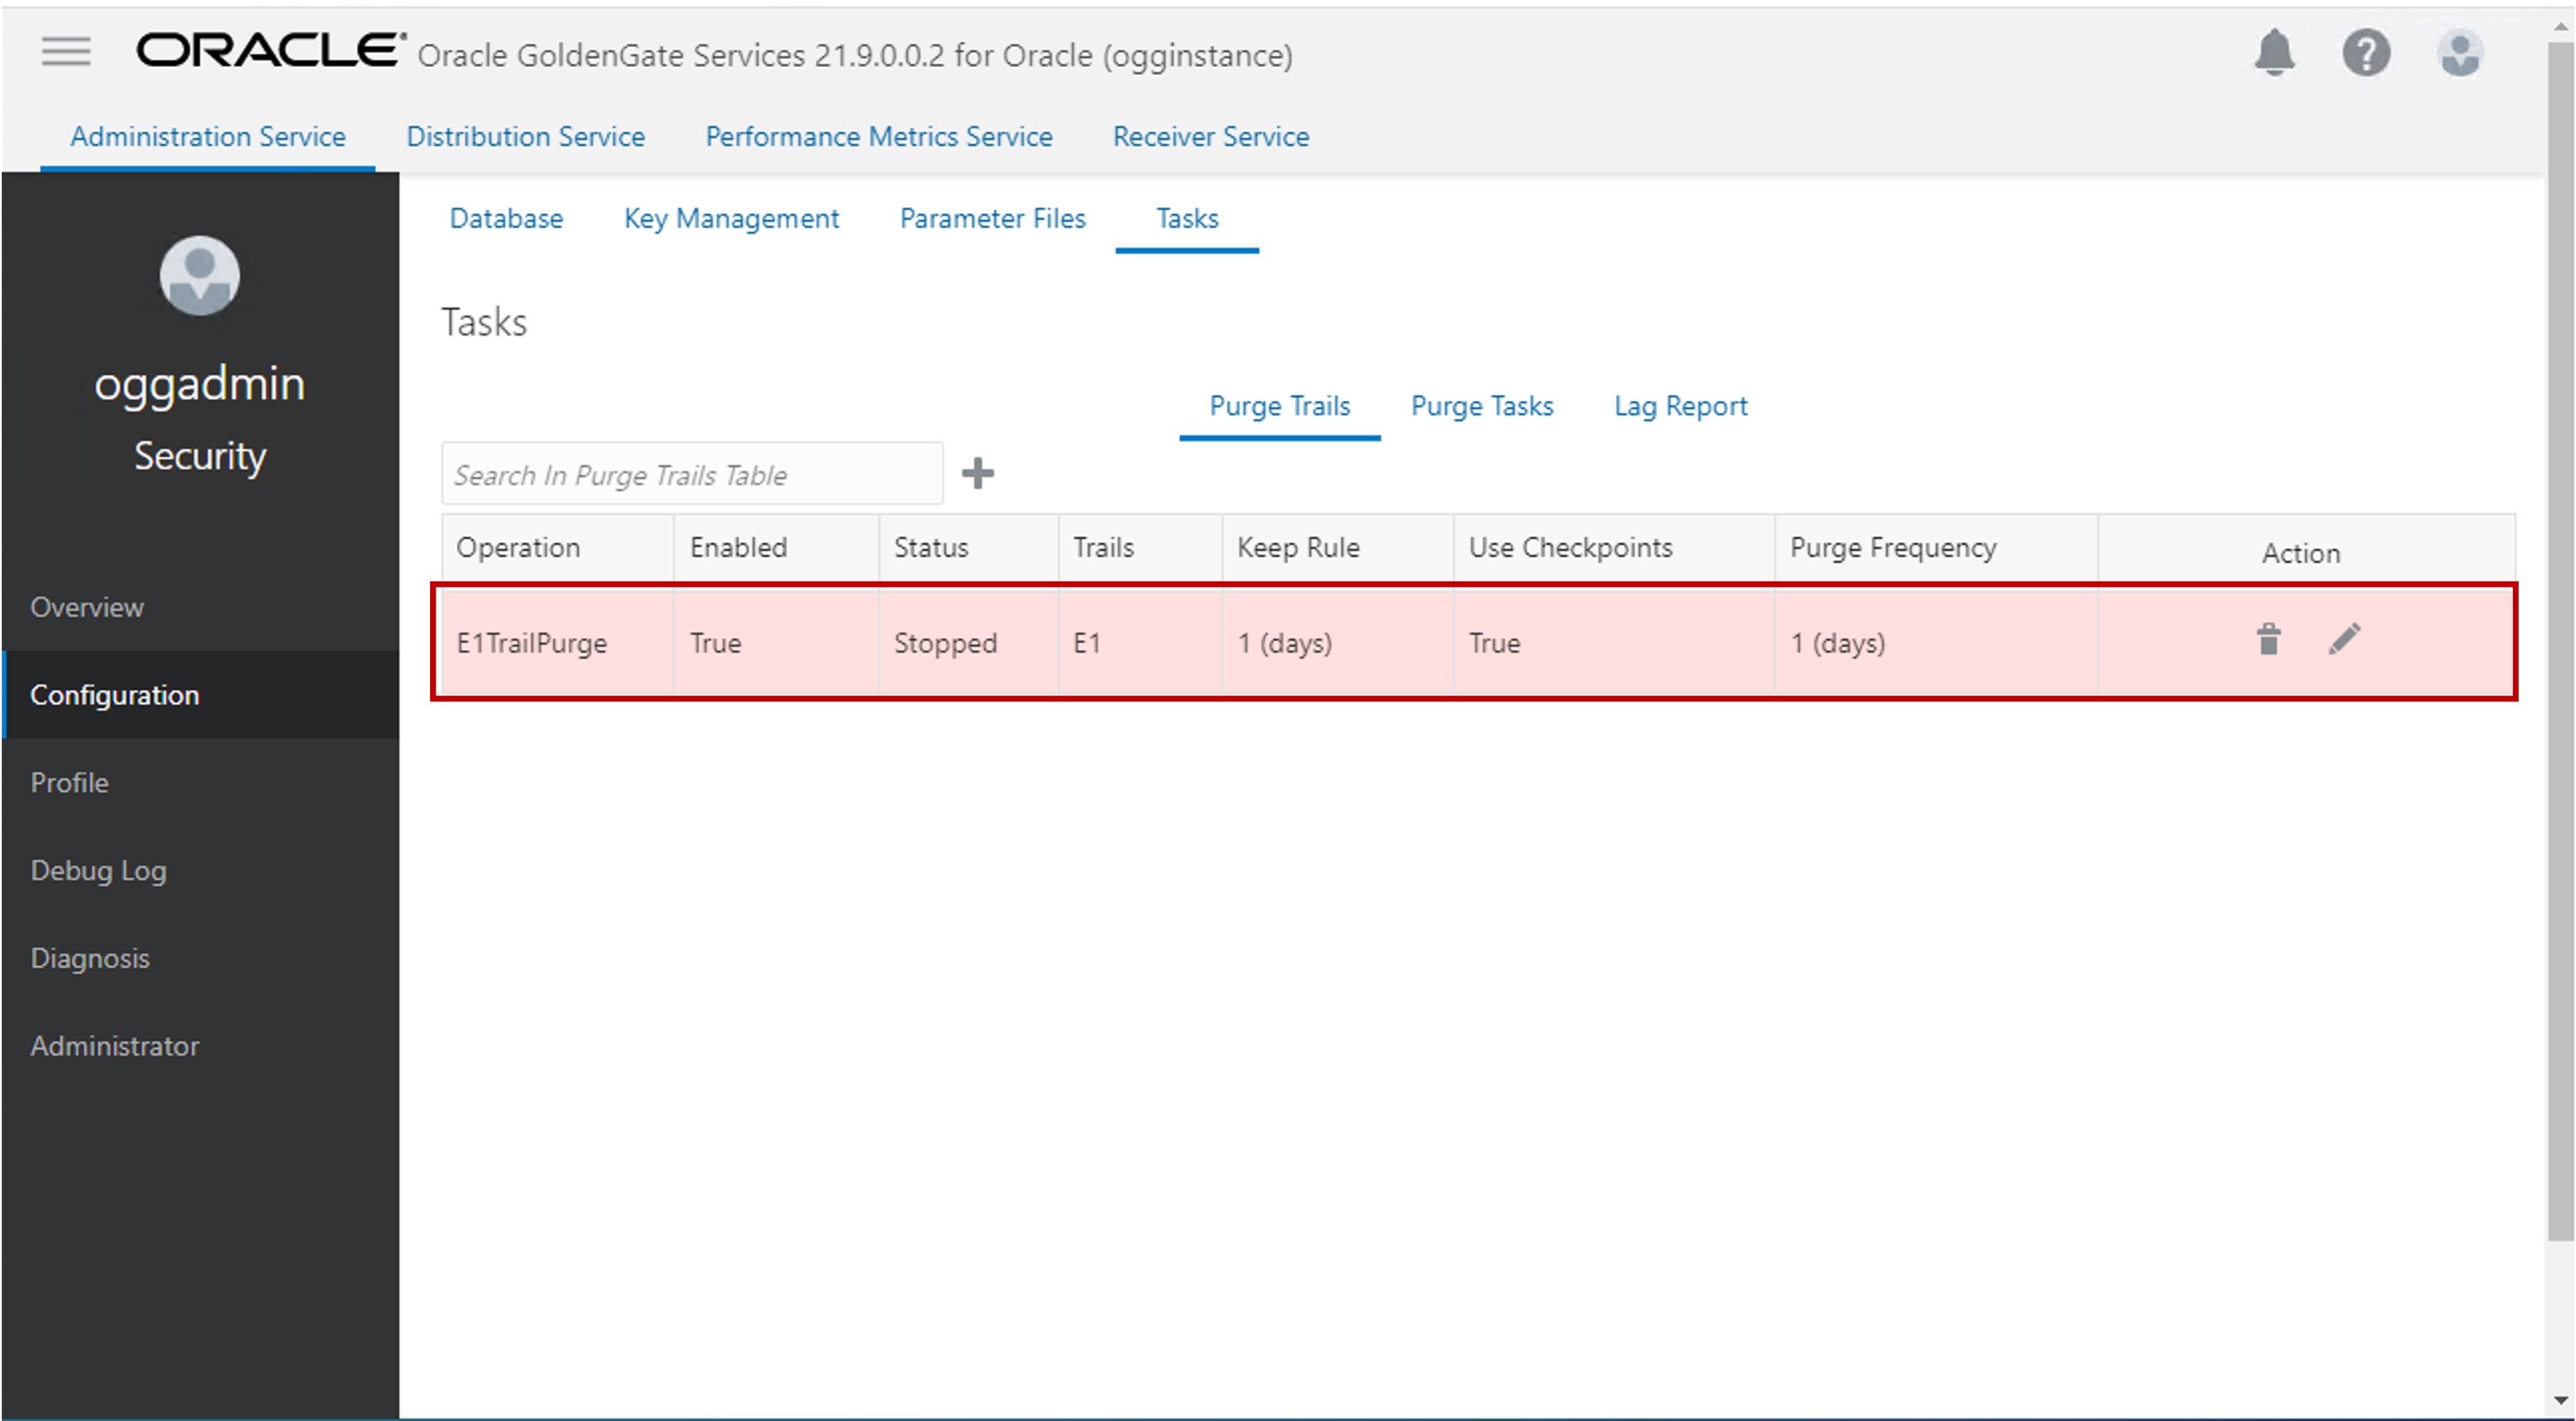 ORACLE Oracle GoldenGate Services 21.9.0.0.2 for Oracle (ogginstance)
Administration Service Distribution Service Performance Metrics Service Receiver Service
oggadmin
Security
Overview
Configuration
Profile
Debug Log
Diagnosis
Administrator
Database Key Management Parameter Files Tasks
Tasks
Purge Trails Purge Tasks Lag Report
Search In Purge Trails Table
Operation Enabled Status Trails Keep Rule Use Checkpoints Purge Frequency Action
E1TrailPurge True Stopped E1 1 (days) True 1 (days)